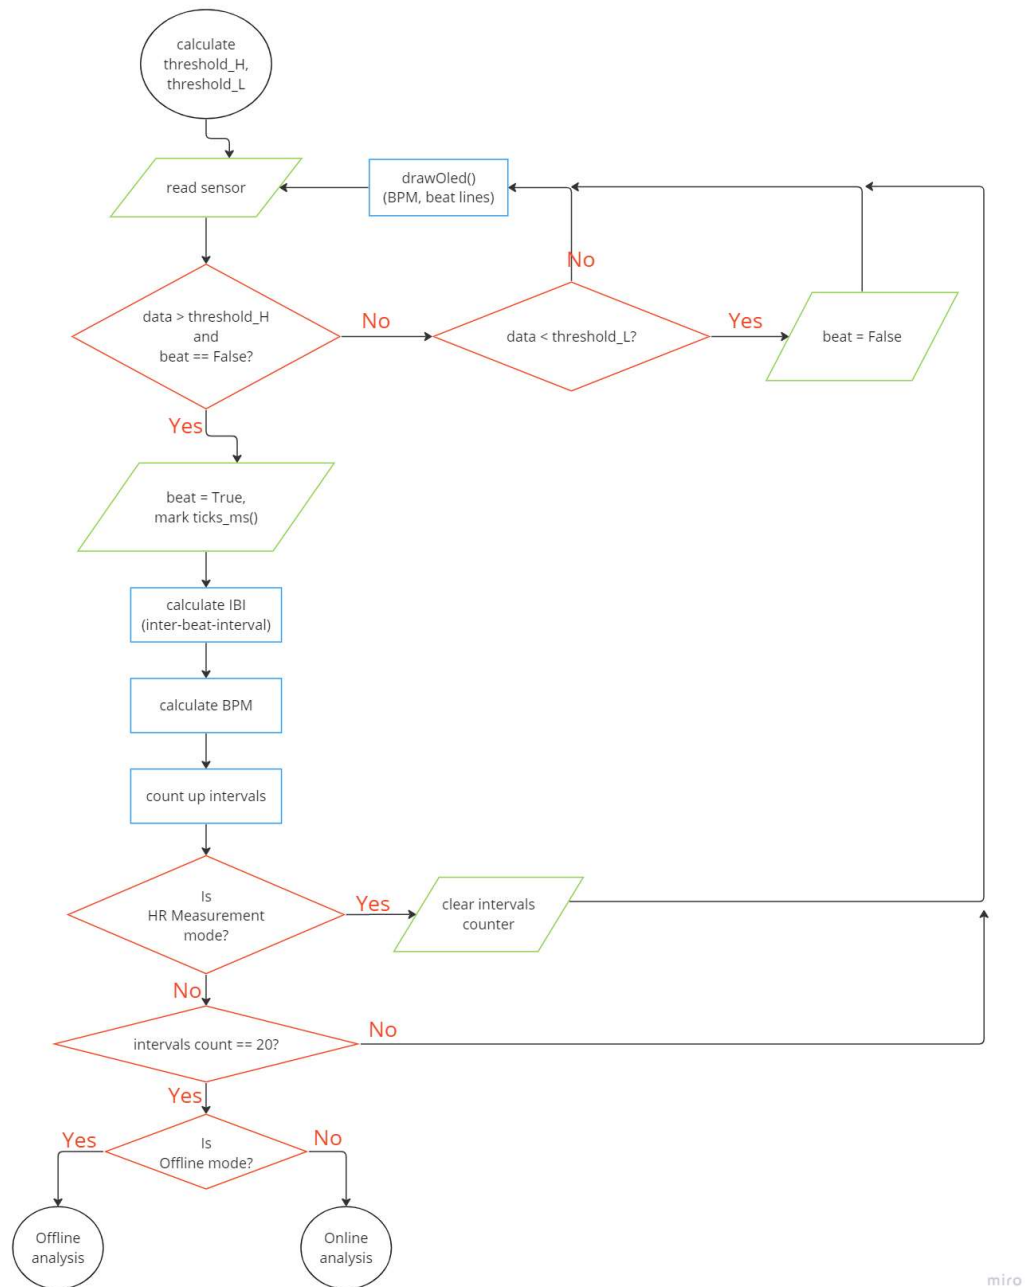 calculate
threshold_H,
threshold_L
read sensor
drawOled()
(BPM, beat lines)
No
data > threshold_H
and
beat == False?
No
data < threshold_L?
Yes
beat = False
Yes
beat = True,
mark ticks_ms()
calculate IBI
(inter-beat-interval)
calculate BPM
count up intervals
Is
HR Measurement
mode?
Yes
clear intervals
counter
No
intervals count == 20?
No
Yes
Is
Offline mode?
Yes
No
Offline
analysis
Online
analysis
miro